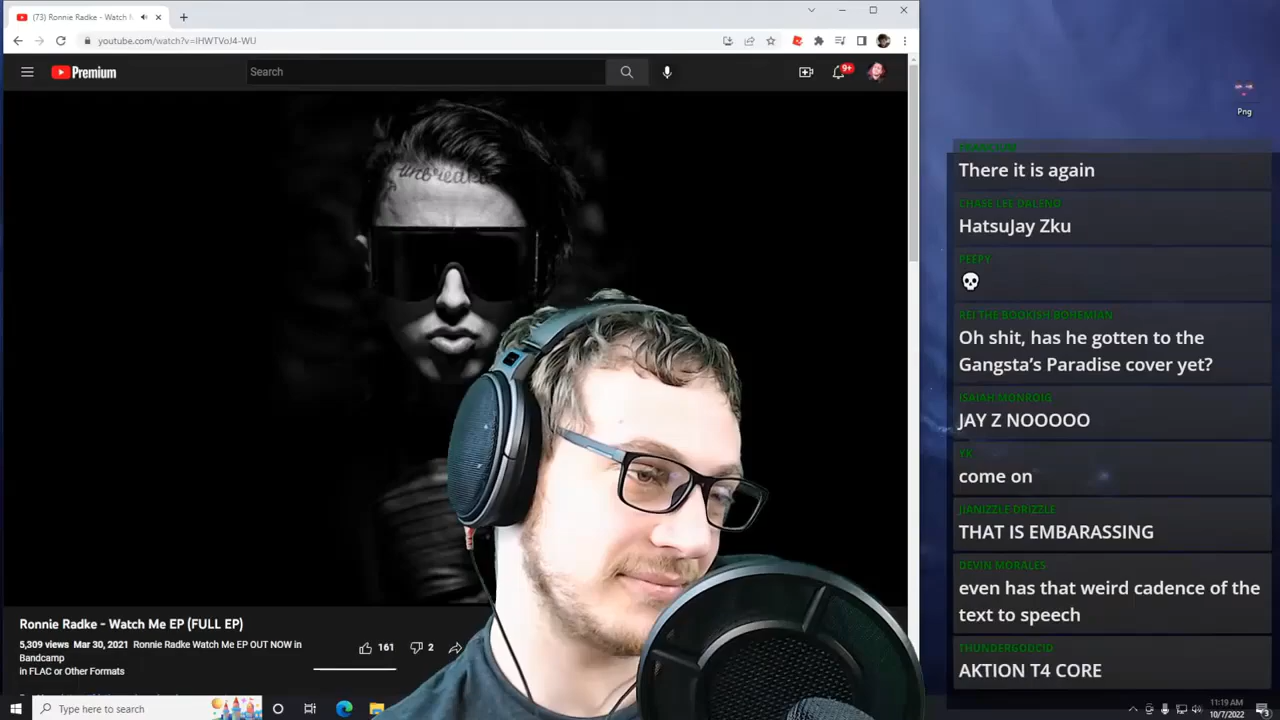 (73) Ronnie Radke - Watch M
youtube.com/watch?v=IHWTVoJ4-WU
Premium
Search
9+
Png
There it is again
CHASE LEE DALENO
HatsuJay Zku
PEEPY
REI THE BOOKISH BOHEMIAN
Oh shit, has he gotten to the
Gangsta's Paradise cover yet?
ISAIAH MONROIG
JAY Z NOOOOO
YK
come on
JIANIZZLE DRIZZLE
THAT IS EMBARASSING
DEVIN MORALES
even has that weird cadence of the
text to speech
THUNDERGODCID
AKTION T4 CORE
Ronnie Radke - Watch Me EP (FULL EP)
5,309 views Mar 30, 2021 Ronnie Radke Watch Me EP OUT NOW in
Bandcamp
in FLAC or Other Formats
161
2
Type here to search
11:19 AM
10/7/2022
3